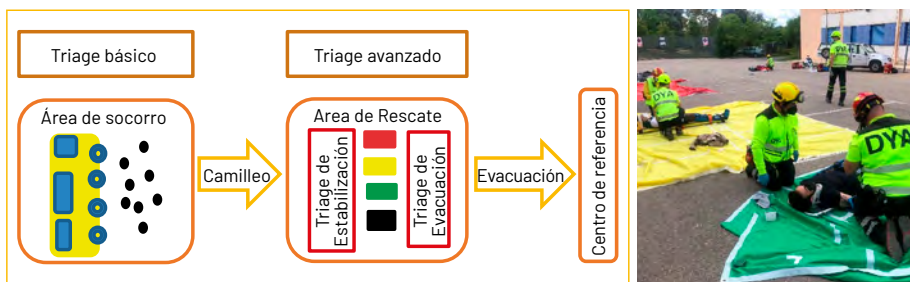 Triage básico
Triage avanzado
Área de socorro
Camilleo
Area de Rescate
Triage de
Estabilización
Triage de
Evacuación
Evacuación
Centro de referencia
DYA
DYA